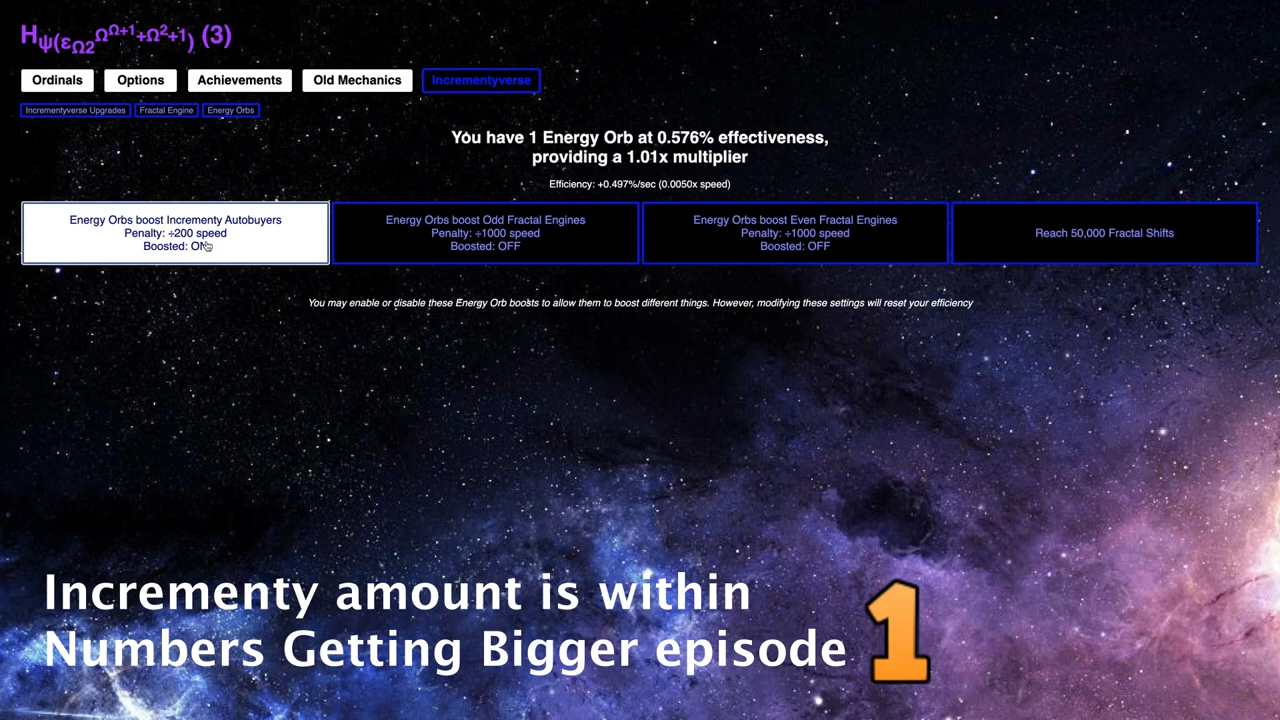 H_ψ(ε_Ω2^Ω^Ω+1+Ω^2+1) (3)
Ordinals Options Achievements Old Mechanics Incrementyverse
Incrementyverse Upgrades Fractal Engine Energy Orbs
You have 1 Energy Orb at 0.576% effectiveness,
providing a 1.01x multiplier
Efficiency: +0.497%/sec (0.0050x speed)
Energy Orbs boost Incrementy Autobuyers
Penalty: ÷200 speed
Boosted: ON
Energy Orbs boost Odd Fractal Engines
Penalty: ÷1000 speed
Boosted: OFF
Energy Orbs boost Even Fractal Engines
Penalty: ÷1000 speed
Boosted: OFF
Reach 50,000 Fractal Shifts
You may enable or disable these Energy Orb boosts to allow them to boost different things. However, modifying these settings will reset your efficiency
Incrementy amount is within
Numbers Getting Bigger episode 1